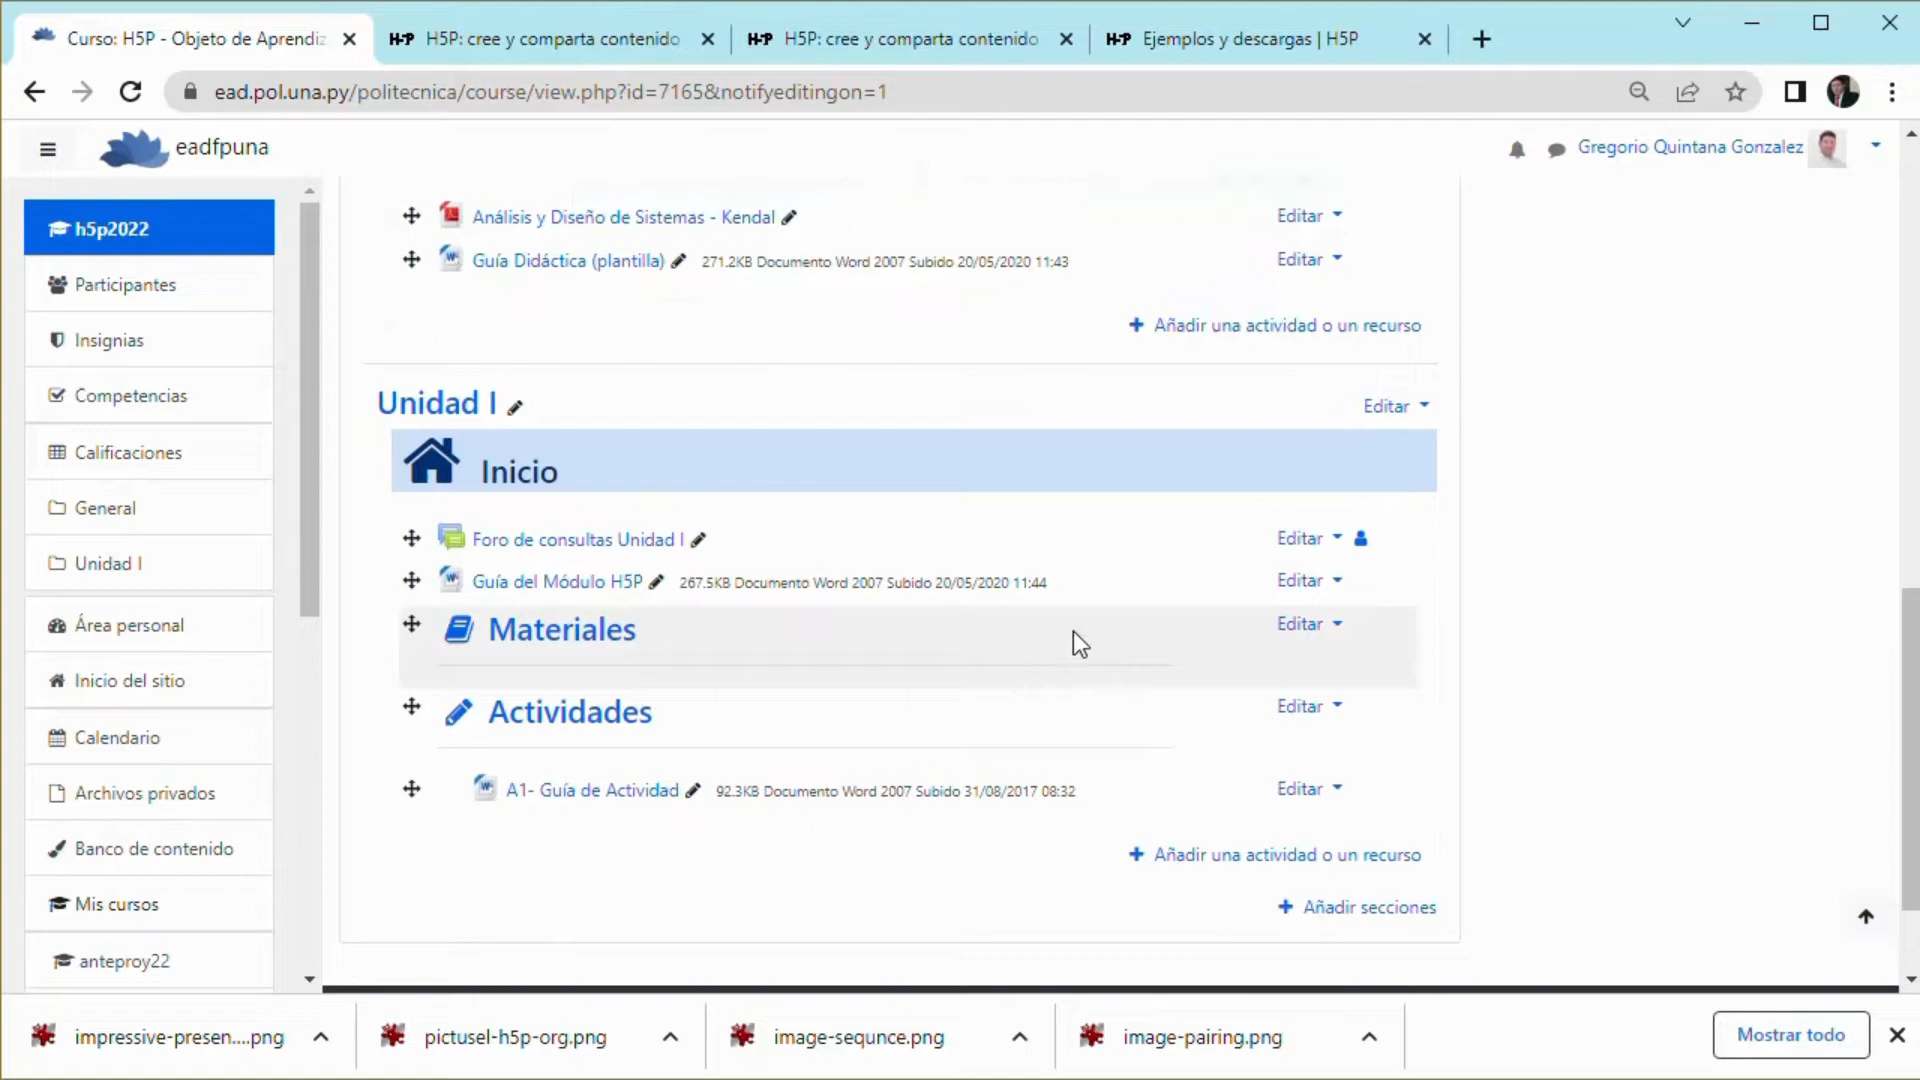 Curso: H5P - Objeto de Aprendiz
H5P: cree y comparta contenido
H5P: cree y comparta contenido
Ejemplos y descargas | H5P
ead.pol.una.py/politecnica/course/view.php?id=7165&notifyeditingon=1
eadfpuna
Gregorio Quintana Gonzalez
h5p2022
Participantes
Insignias
Competencias
Calificaciones
General
Unidad I
Área personal
Inicio del sitio
Calendario
Archivos privados
Banco de contenido
Mis cursos
anteproy22
Análisis y Diseño de Sistemas - Kendal
Editar
Guía Didáctica (plantilla) 271.2KB Documento Word 2007 Subido 20/05/2020 11:43
Editar
Añadir una actividad o un recurso
Unidad I
Editar
Inicio
Foro de consultas Unidad I
Editar
Guía del Módulo H5P 267.5KB Documento Word 2007 Subido 20/05/2020 11:44
Editar
Materiales
Editar
Actividades
Editar
A1- Guía de Actividad 92.3KB Documento Word 2007 Subido 31/08/2017 08:32
Editar
Añadir una actividad o un recurso
Añadir secciones
impressive-presen....png
pictusel-h5p-org.png
image-sequnce.png
image-pairing.png
Mostrar todo